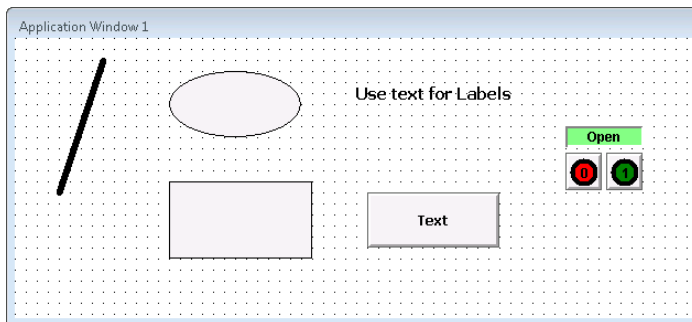 Application Window 1
Use text for Labels
Open
0 1
Text